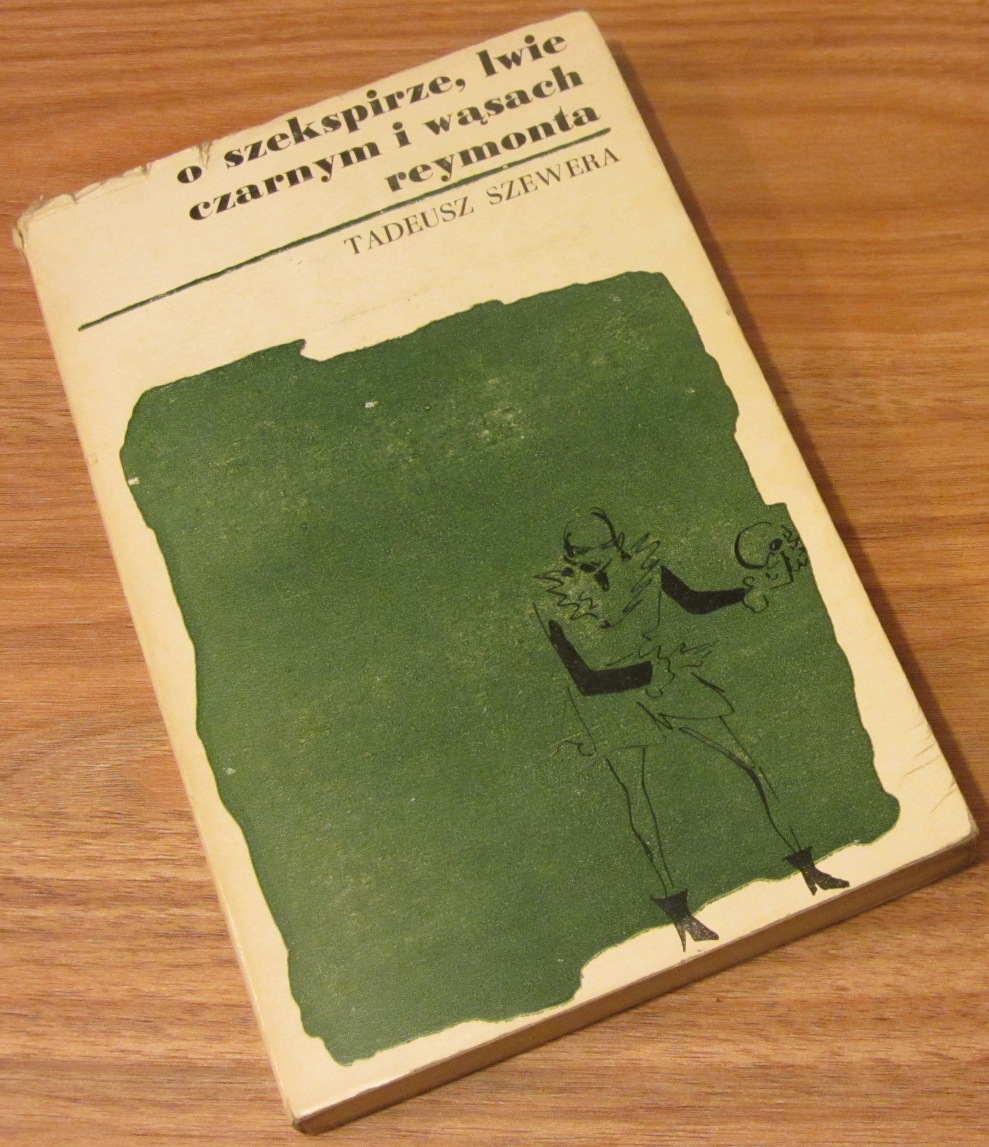 o szekspirze, lwie
czarnym i wąsach
reymonta
TADEUSZ SZEWERA